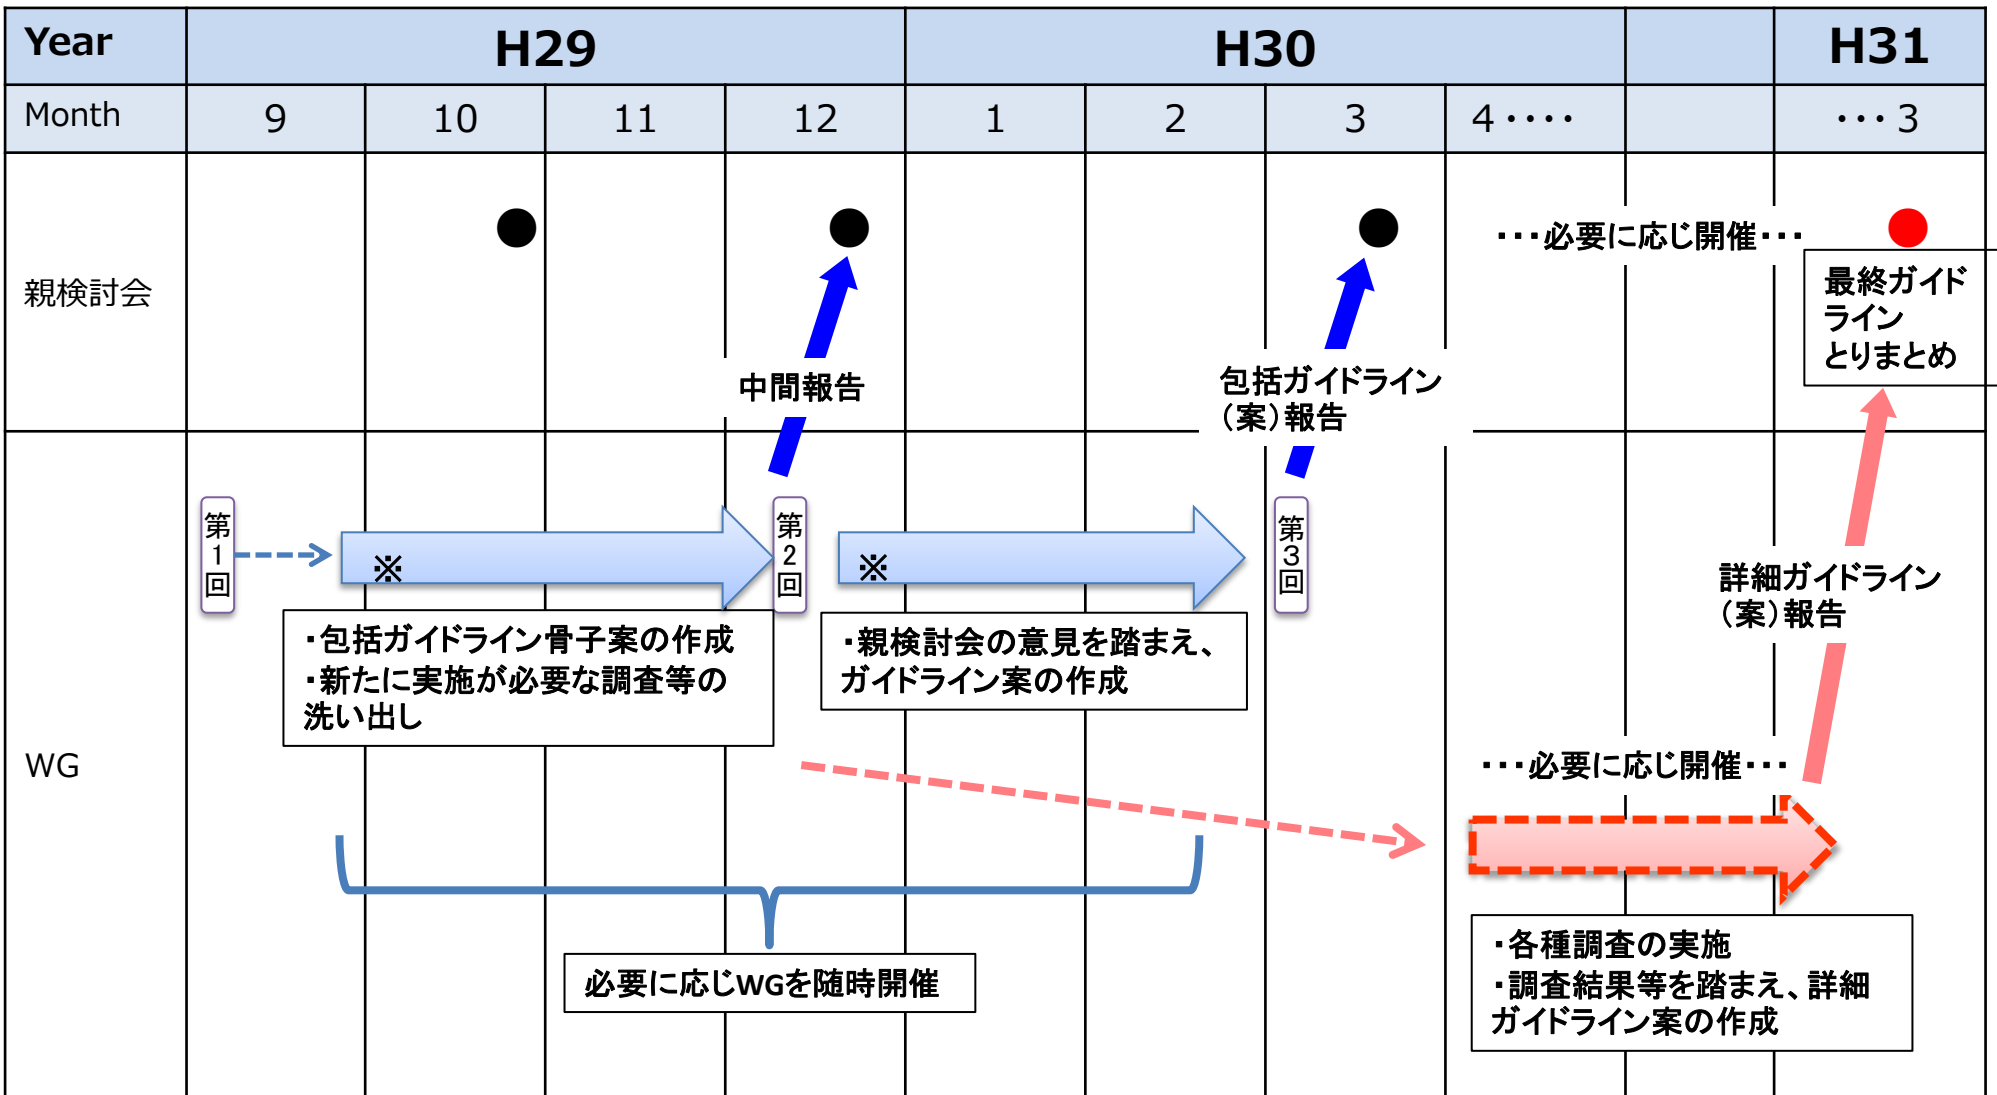 Year
H29
H30
H31
Month
9
10
11
12
1
2
3
4････
･･･3
親検討会
･･･必要に応じ開催･･･
最終ガイド
ライン
とりまとめ
中間報告
包括ガイドライン
（案）報告
WG
第1回
※
第2回
※
第3回
・包括ガイドライン骨子案の作成
・新たに実施が必要な調査等の
洗い出し
・親検討会の意見を踏まえ、
ガイドライン案の作成
詳細ガイドライン
（案）報告
･･･必要に応じ開催･･･
必要に応じWGを随時開催
・各種調査の実施
・調査結果等を踏まえ、詳細
ガイドライン案の作成